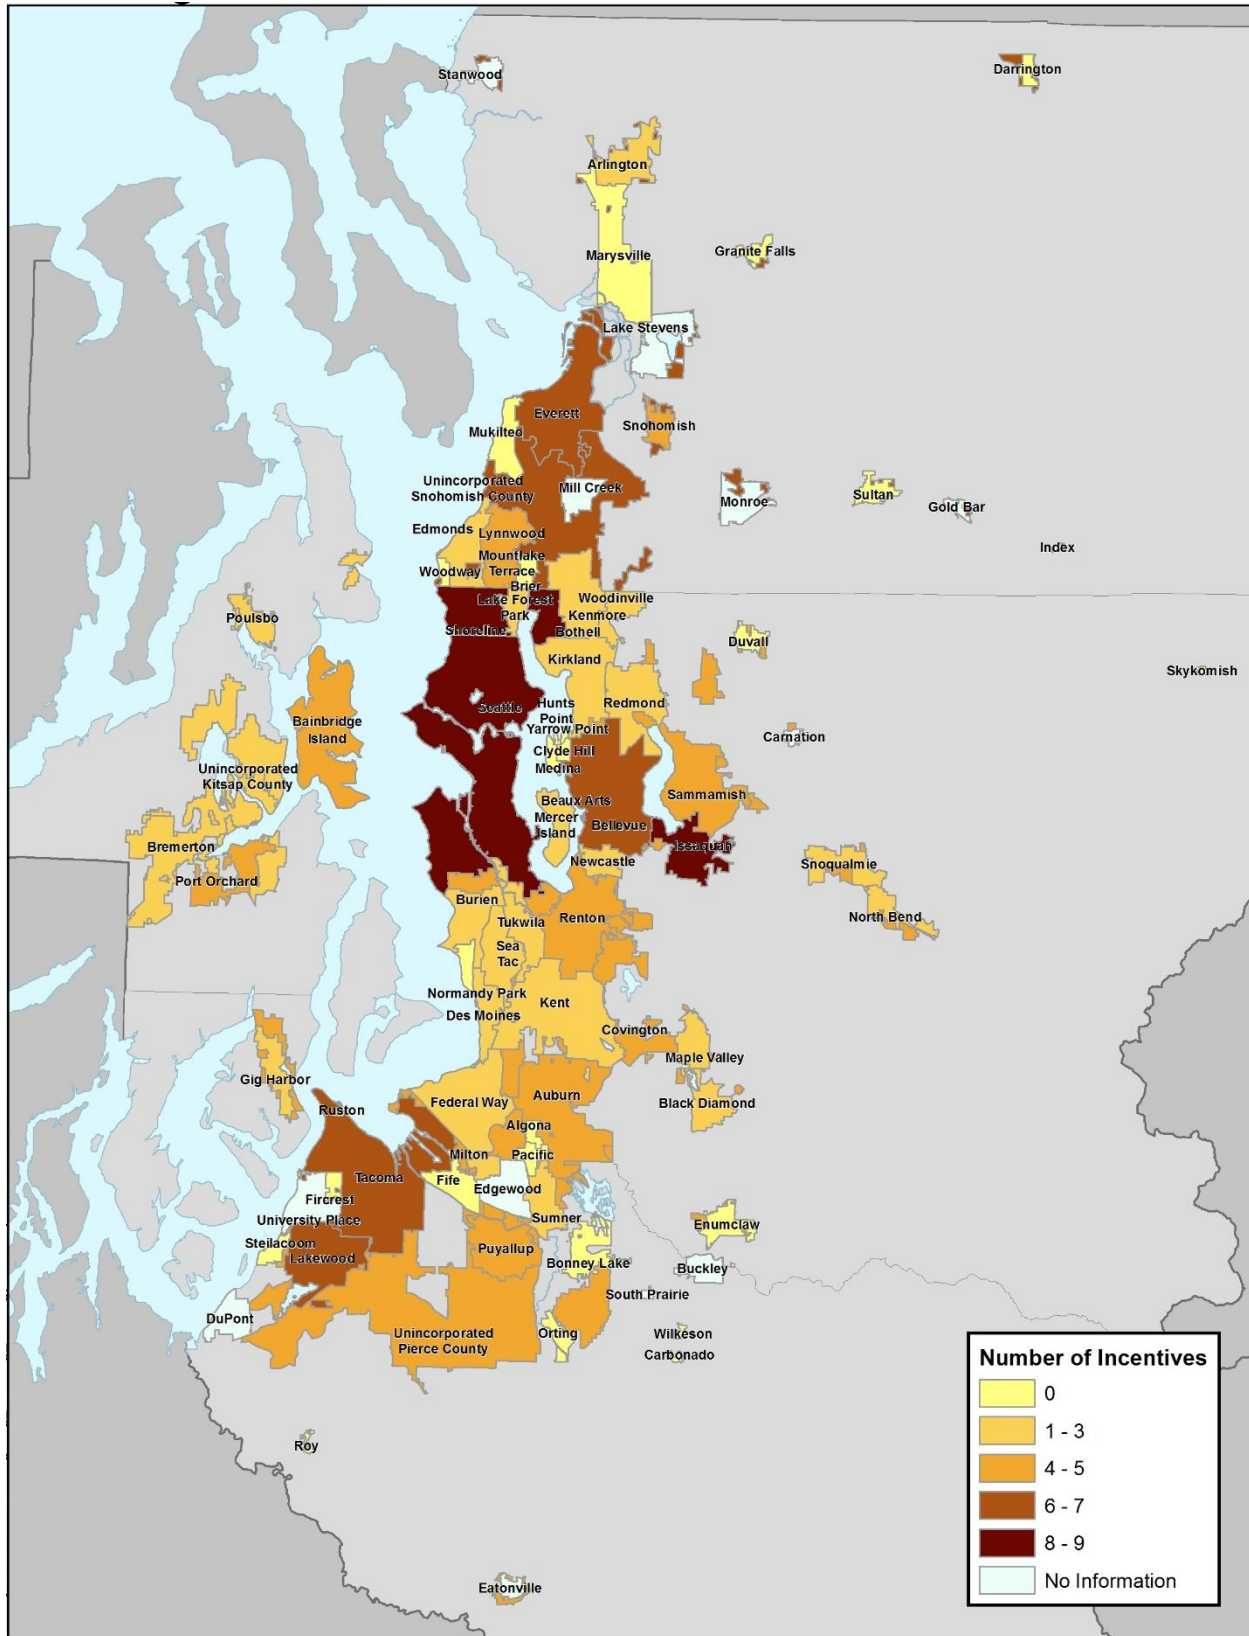 Stanwood
Darrington
Arlington
Marysville
Granite Falls
Lake Stevens
Everett
Snohomish
Mukilteo
Unincorporated
Snohomish County
Mill Creek
Monroe
Sultan
Gold Bar
Edmonds
Lynnwood
Index
Mountlake
Terrace
Woodway
Brier
Lake Forest
Park
Woodinville
Kenmore
Poulsbo
Shoreline
Bothell
Duvall
Kirkland
Skykomish
Redmond
Hunts
Point
Seattle
Bainbridge
Island
Yarrow Point
Carnation
Clyde Hill
Medina
Unincorporated
Kitsap County
Sammamish
Beaux Arts
Mercer
Island
Bellevue
Bremerton
Issaquah
Newcastle
Snoqualmie
Port Orchard
Burien
Renton
North Bend
Tukwila
Sea
Tac
Normandy Park
Kent
Des Moines
Covington
Maple Valley
Gig Harbor
Auburn
Federal Way
Black Diamond
Ruston
Algona
Milton
Pacific
Tacoma
Fife
Edgewood
Fircrest
University Place
Sumner
Enumclaw
Steilacoom
Lakewood
Puyallup
Bonney Lake
Buckley
South Prairie
DuPont
Unincorporated
Pierce County
Orting
Wilkeson
Carbonado
Roy
Eatonville
Number of Incentives
0
1 - 3
4 - 5
6 - 7
8 - 9
No Information